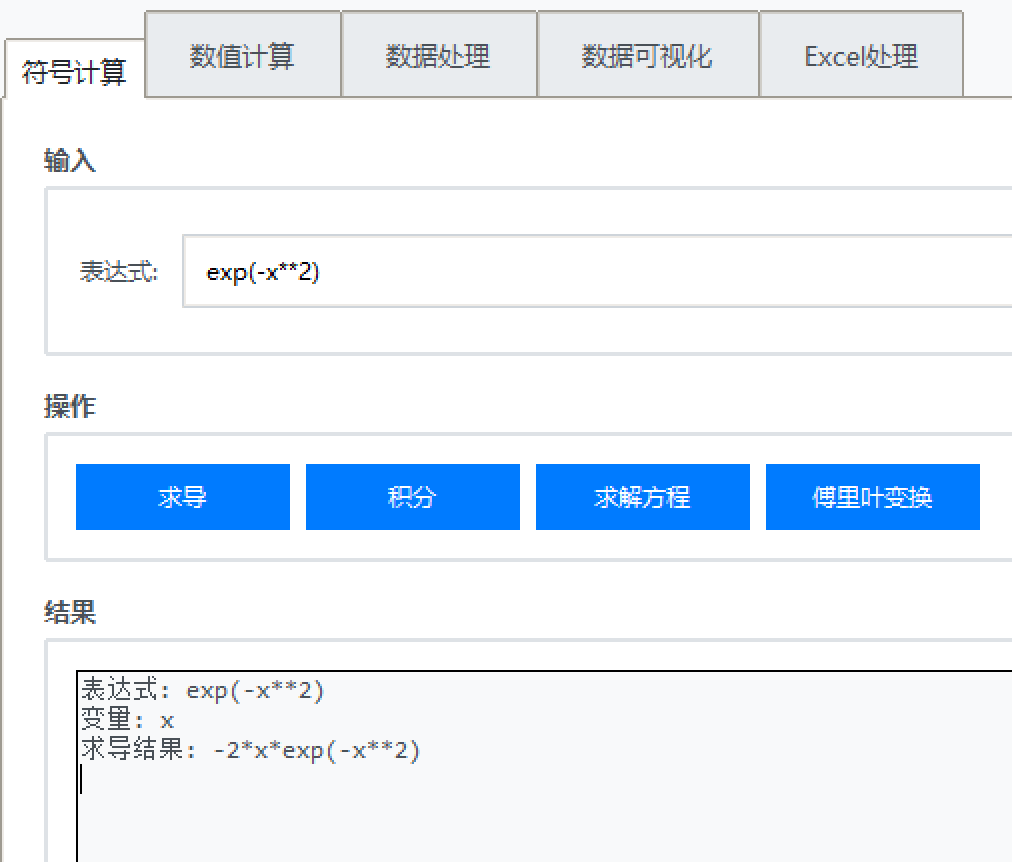 符号计算
数值计算
数据处理
数据可视化
Excel处理
输入
表达式:
exp(-x**2)
操作
求导
积分
求解方程
傅里叶变换
结果
表达式: exp(-x**2)
变量: x
求导结果: -2*x*exp(-x**2)